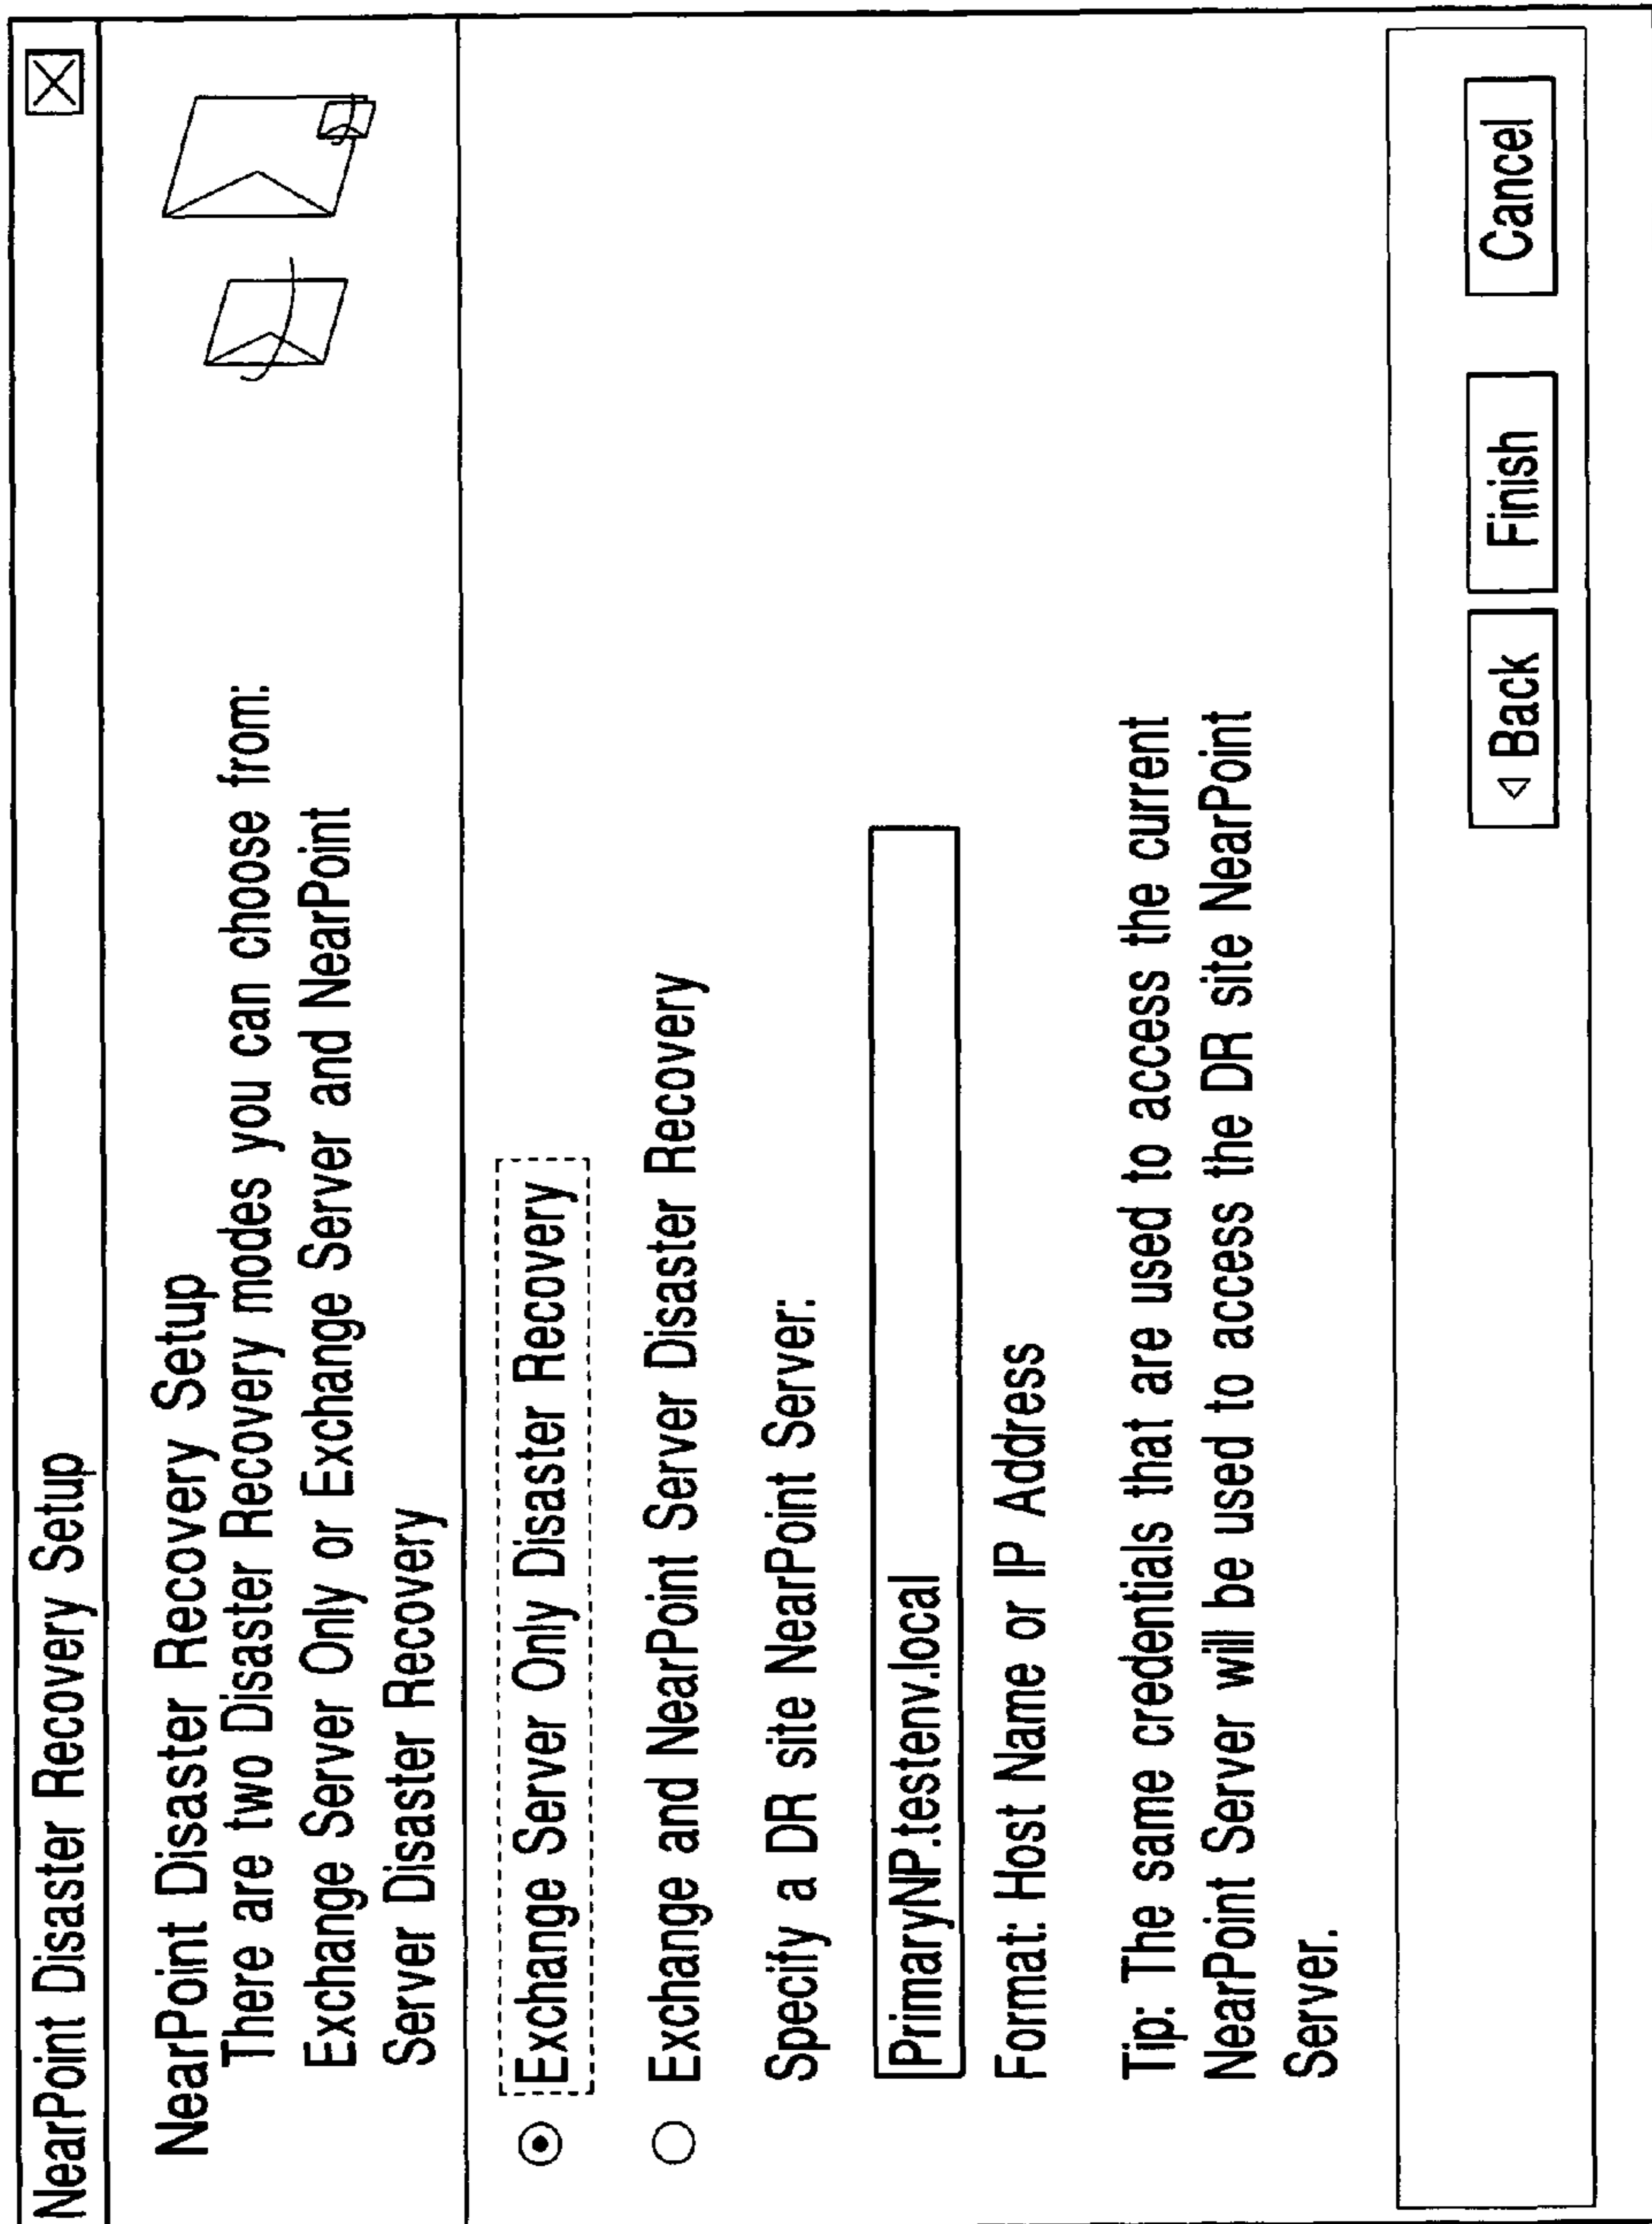 NearPoint Disaster Recovery Setup
NearPoint Disaster Recovery Setup
There are two Disaster Recovery modes you can choose from:
Exchange Server Only or Exchange Server and NearPoint
Server Disaster Recovery
Exchange Server Only Disaster Recovery
Exchange and NearPoint Server Disaster Recovery
Specify a DR site NearPoint Server:
PrimaryNP.testenv.local
Format: Host Name or IP Address
Tip: The same credentials that are used to access the current
NearPoint Server will be used to access the DR site NearPoint
Server.
Back Finish Cancel